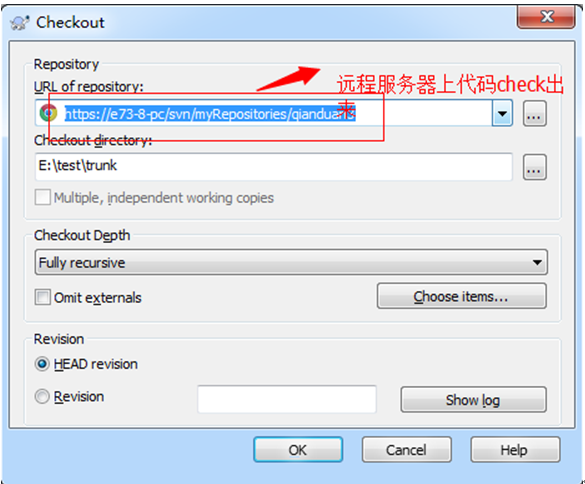 Checkout
Repository
URL of repository:
远程服务器上代码check出
来
https://e73-8-pc/svn/myRepositories/
Checkout directory:
...
E:\test\trunk
...
Multiple, independent working copies
Checkout Depth
Fully recursive
Omit externals
Choose items...
Revision
HEAD revision
Revision
Show log
OK
Cancel
Help